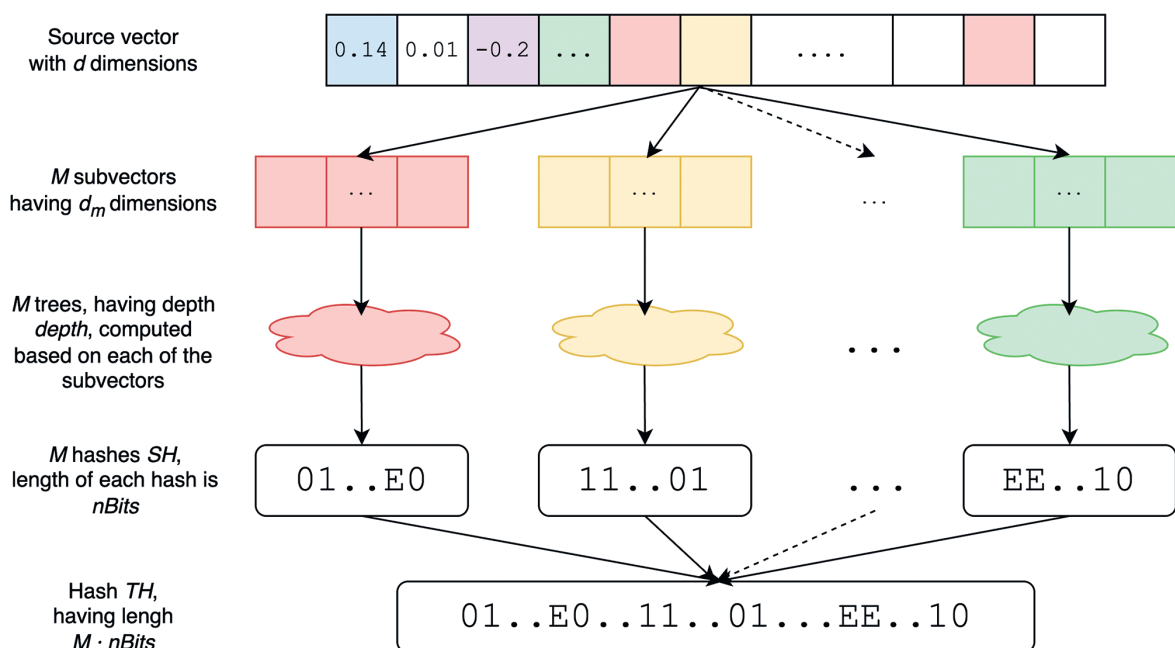 Source vector
with d dimensions
0.14 0.01 -0.2 ... ....
M subvectors
having dm dimensions
... ... ... ...
M trees, having depth
depth, computed
based on each of the
subvectors
...
M hashes SH,
length of each hash is
nBits
01..E0 11..01 ... EE..10
Hash TH,
having lengh
M · nBits
01..E0..11..01...EE..10